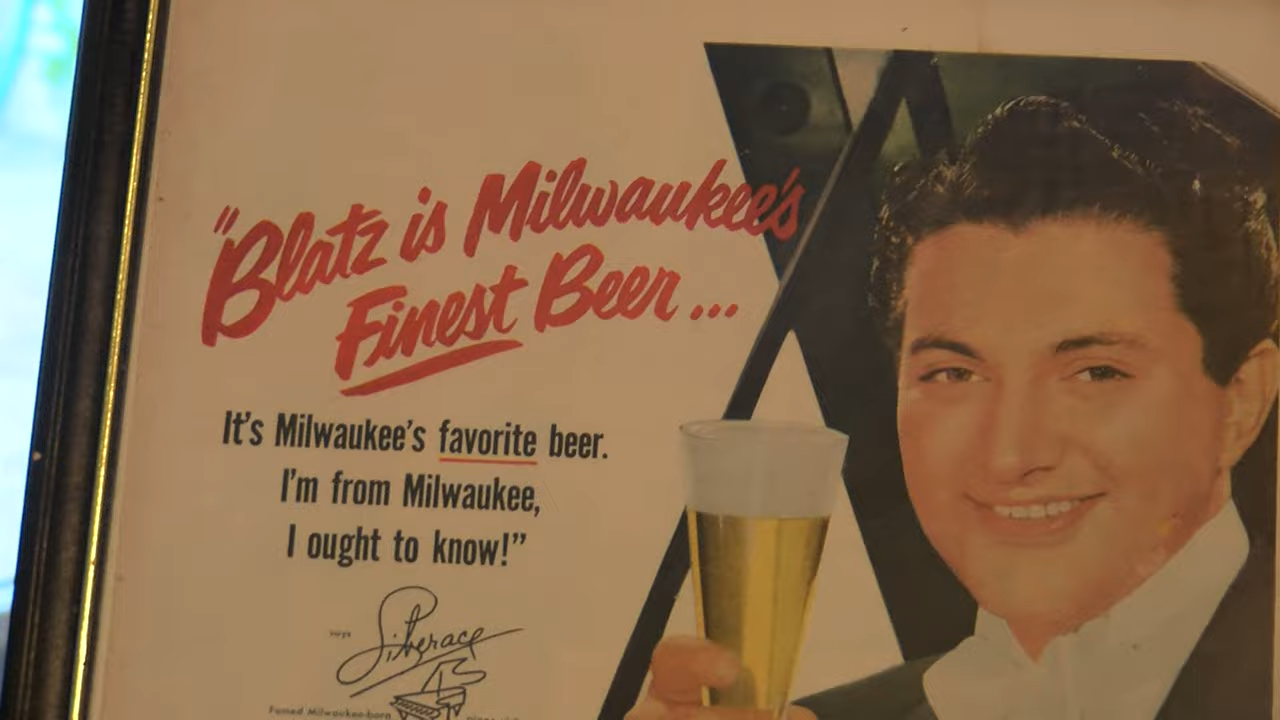 "Blatz is Milwaukee's
Finest Beer...
It's Milwaukee's favorite beer.
I'm from Milwaukee,
I ought to know!"
says Liberace
Famed Milwaukee-born